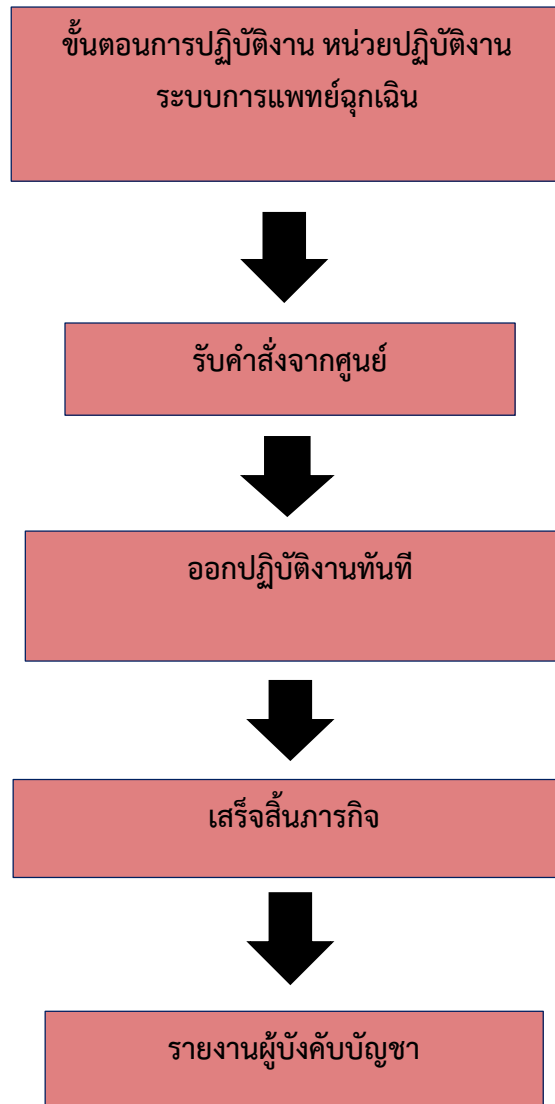 ขั้นตอนการปฏิบัติงาน หน่วยปฏิบัติงาน
ระบบการแพทย์ฉุกเฉิน
รับคำสั่งจากศูนย์
ออกปฏิบัติงานทันที
เสร็จสิ้นภารกิจ
รายงานผู้บังคับบัญชา